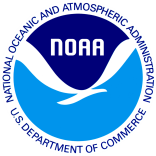 NATIONAL OCEANIC AND ATMOSPHERIC ADMINISTRATION
NOAA
U.S. DEPARTMENT OF COMMERCE